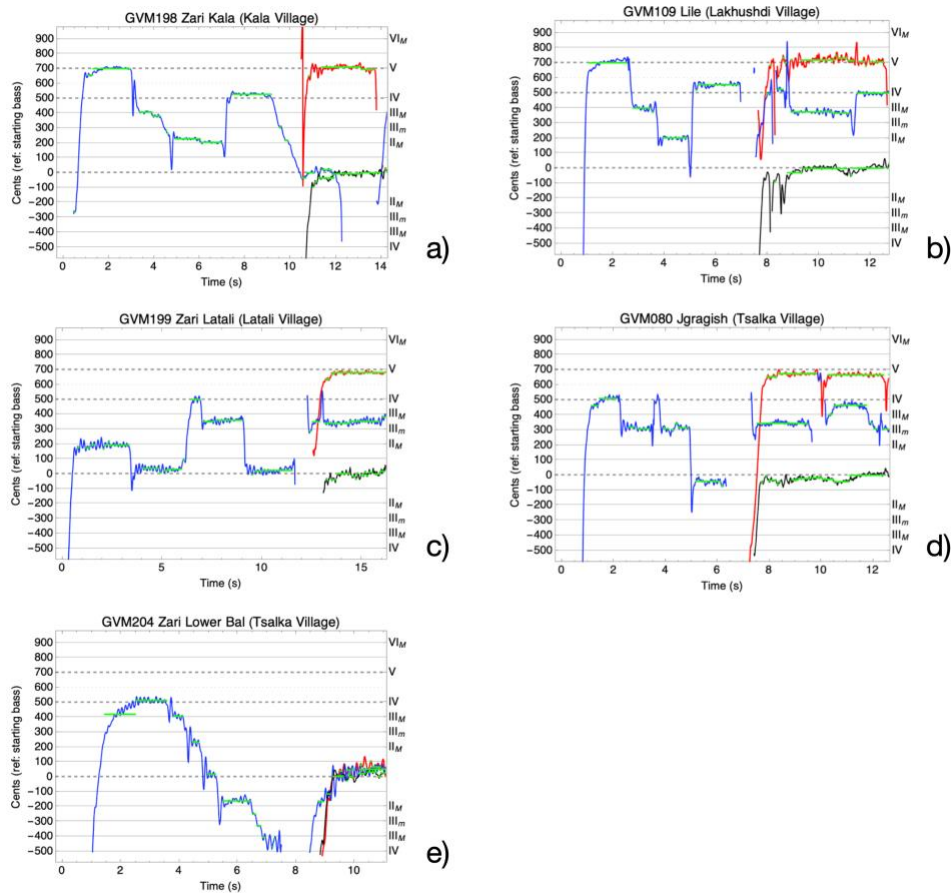 GVM198 Zari Kala (Kala Village)
Cents (ref: starting bass)
900 VIM
800
700 V
600
500 IV
400 IIIM
300 IIIm
200 IIM
100
0
−100
−200 IIM
−300 IIIm
−400 IIIM
−500 IV
0 2 4 6 8 10 12 14
Time (s)
a)
GVM109 Lile (Lakhushdi Village)
Cents (ref: starting bass)
900 VIM
800
700 V
600
500 IV
400 IIIM
300 IIIm
200 IIM
100
0
−100
−200 IIM
−300 IIIm
−400 IIIM
−500 IV
0 2 4 6 8 10 12
Time (s)
b)
GVM199 Zari Latali (Latali Village)
Cents (ref: starting bass)
900 VIM
800
700 V
600
500 IV
400 IIIM
300 IIIm
200 IIM
100
0
−100
−200 IIM
−300 IIIm
−400 IIIM
−500 IV
0 5 10 15
Time (s)
c)
GVM080 Jgragish (Tsalka Village)
Cents (ref: starting bass)
900 VIM
800
700 V
600
500 IV
400 IIIM
300 IIIm
200 IIM
100
0
−100
−200 IIM
−300 IIIm
−400 IIIM
−500 IV
0 2 4 6 8 10 12
Time (s)
d)
GVM204 Zari Lower Bal (Tsalka Village)
Cents (ref: starting bass)
900 VIM
800
700 V
600
500 IV
400 IIIM
300 IIIm
200 IIM
100
0
−100
−200 IIM
−300 IIIm
−400 IIIM
−500 IV
0 2 4 6 8 10
Time (s)
e)